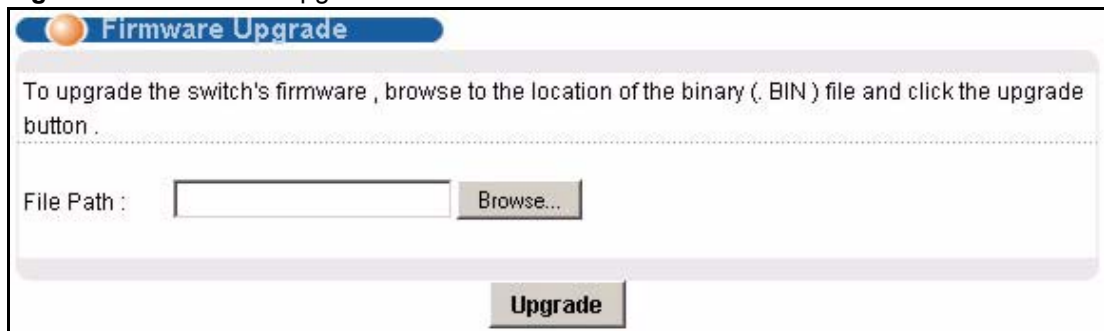 Firmware Upgrade
To upgrade the switch's firmware , browse to the location of the binary (. BIN ) file and click the upgrade
button .
File Path :
Browse...
Upgrade